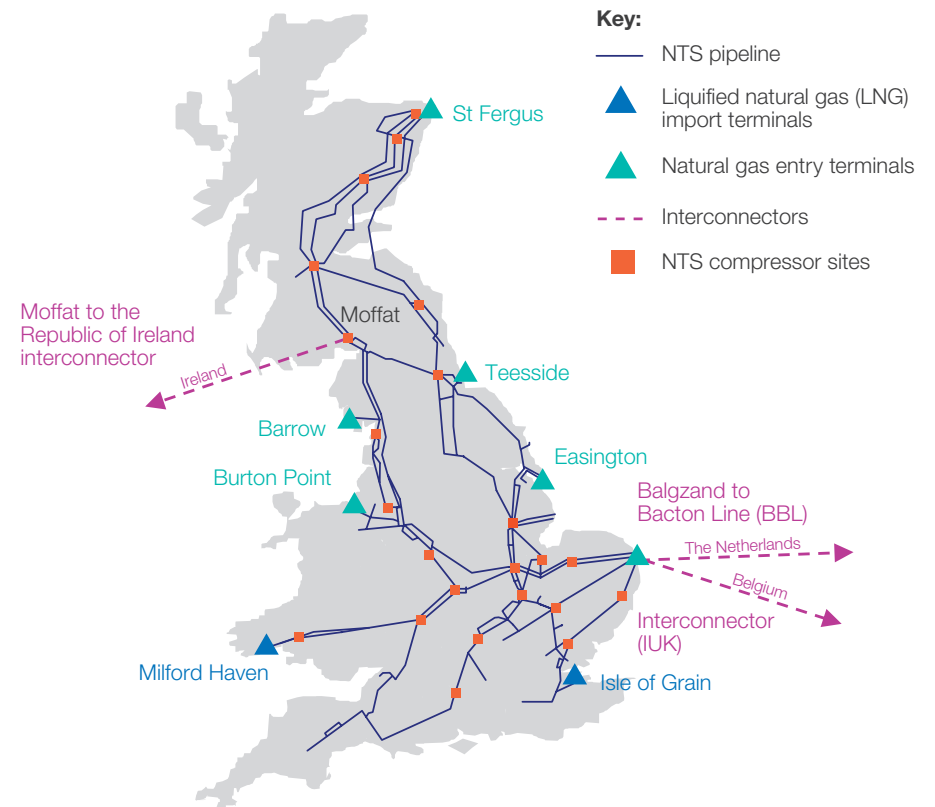 Key:
NTS pipeline
Liquified natural gas (LNG)
import terminals
Natural gas entry terminals
Interconnectors
NTS compressor sites
St Fergus
Moffat to the
Republic of Ireland
interconnector
Moffat
Ireland
Teesside
Barrow
Easington
Burton Point
Balgzand to
Bacton Line (BBL)
The Netherlands
Belgium
Interconnector
(IUK)
Milford Haven
Isle of Grain